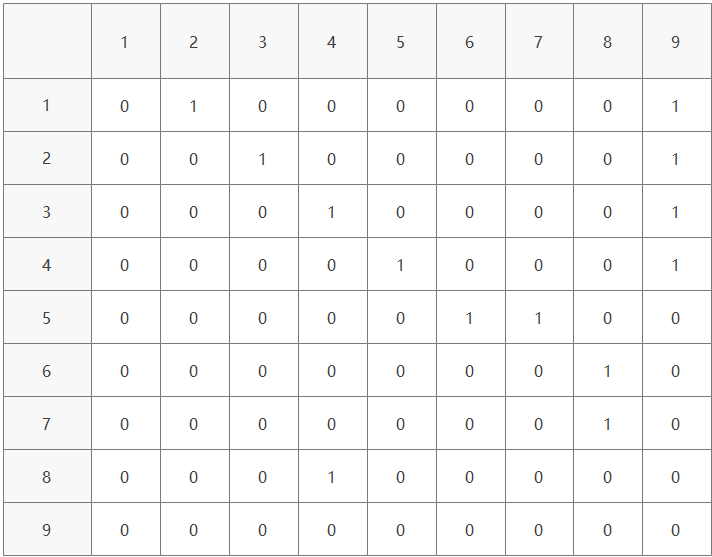 1 2 3 4 5 6 7 8 9
1 0 1 0 0 0 0 0 0 1
2 0 0 1 0 0 0 0 0 1
3 0 0 0 1 0 0 0 0 1
4 0 0 0 0 1 0 0 0 1
5 0 0 0 0 0 1 1 0 0
6 0 0 0 0 0 0 0 1 0
7 0 0 0 0 0 0 0 1 0
8 0 0 0 1 0 0 0 0 0
9 0 0 0 0 0 0 0 0 0